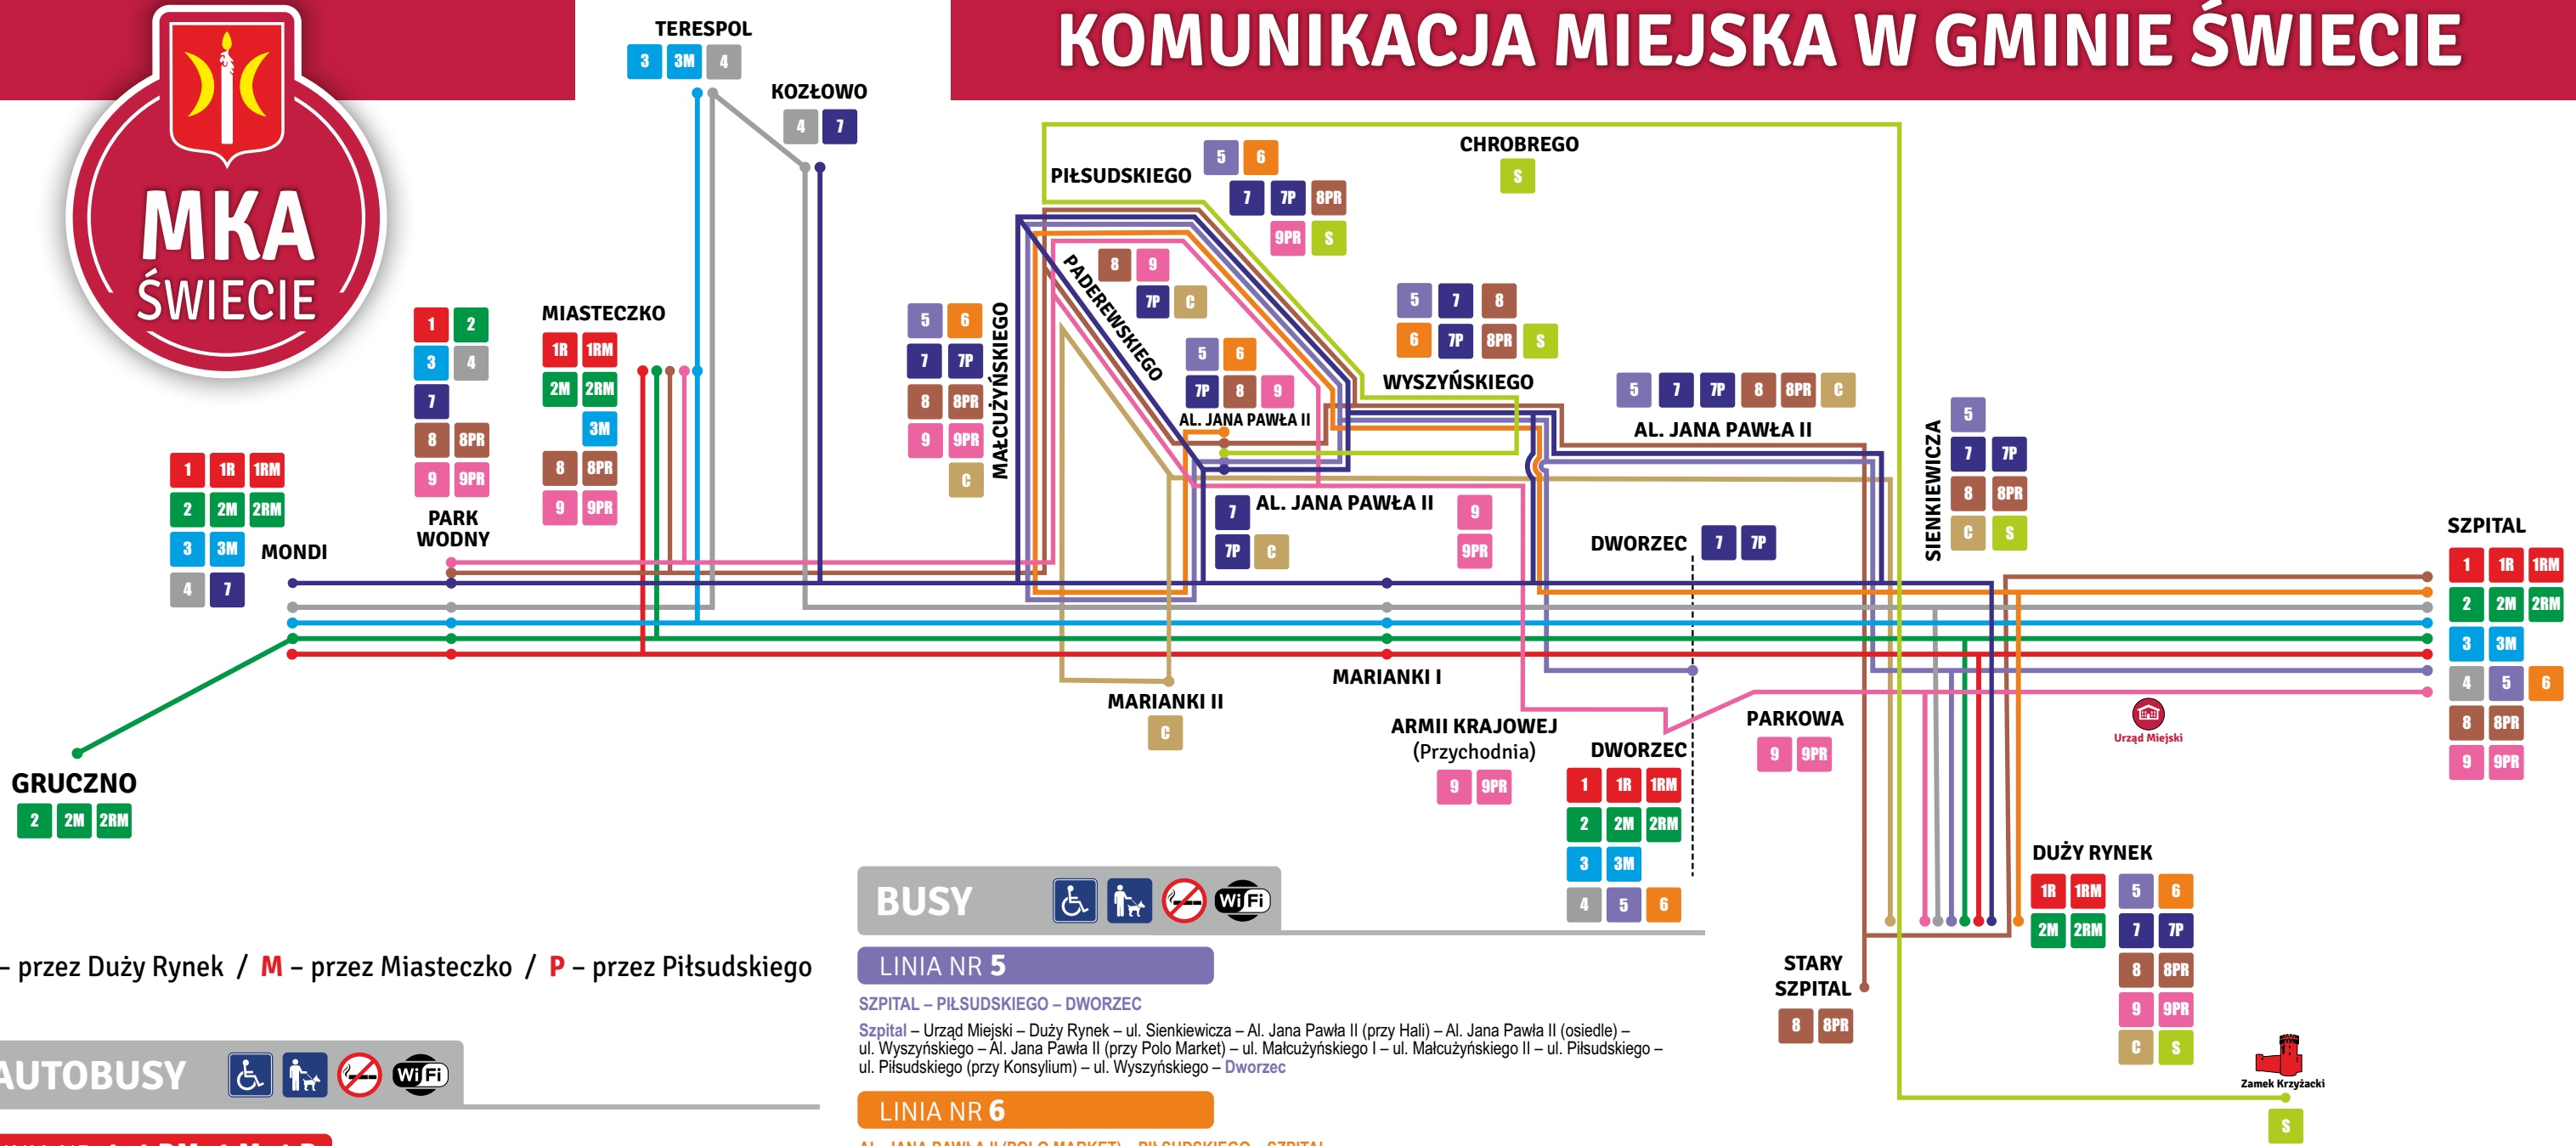 KOMUNIKACJA MIEJSKA W GMINIE ŚWIECIE
MKA
ŚWIECIE
TERESPOL
3 3M 4
KOZŁOWO
4 7
CHROBREGO
S
PIŁSUDSKIEGO
5 6
7 7P 8PR
9PR S
PADEREWSKIEGO
8 9
7P C
5 7 8
6 7P 8PR S
WYSZYŃSKIEGO
1 2
3 4
7
8 8PR
9 9PR
PARK
WODNY
MIASTECZKO
1R 1RM
2M 2RM
3M
8 8PR
9 9PR
5 6
7 7P
8 8PR
9 9PR
C
MAŁCUŻYŃSKIEGO
5 6
7P 8 9
AL. JANA PAWŁA II
5 7 7P 8 8PR C
AL. JANA PAWŁA II
SIENKIEWICZA
5
7 7P
8 8PR
C S
1 1R 1RM
2 2M 2RM
3 3M
4 7
MONDI
7
7P C
AL. JANA PAWŁA II
9
9PR
DWORZEC 7 7P
SZPITAL
1 1R 1RM
2 2M 2RM
3 3M
4 5 6
8 8PR
9 9PR
MARIANKI II
C
MARIANKI I
ARMII KRAJOWEJ
(Przychodnia)
9 9PR
DWORZEC
1 1R 1RM
2 2M 2RM
3 3M
4 5 6
PARKOWA
9 9PR
Urząd Miejski
GRUCZNO
2 2M 2RM
DUŻY RYNEK
1R 1RM 5 6
2M 2RM 7 7P
8 8PR
9 9PR
C S
STARY
SZPITAL
8 8PR
Zamek Krzyżacki
S
– przez Duży Rynek / M – przez Miasteczko / P – przez Piłsudskiego
AUTOBUSY
WiFi
BUSY
WiFi
LINIA NR 5
SZPITAL – PIŁSUDSKIEGO – DWORZEC
Szpital – Urząd Miejski – Duży Rynek – ul. Sienkiewicza – Al. Jana Pawła II (przy Hali) – Al. Jana Pawła II (osiedle) –
ul. Wyszyńskiego – Al. Jana Pawła II (przy Polo Market) – ul. Małcużyńskiego I – ul. Małcużyńskiego II – ul. Piłsudskiego –
ul. Piłsudskiego (przy Konsylium) – ul. Wyszyńskiego – Dworzec
LINIA NR 6
AL. JANA PAWŁA II (POLO MARKET) – PIŁSUDSKIEGO – SZPITAL